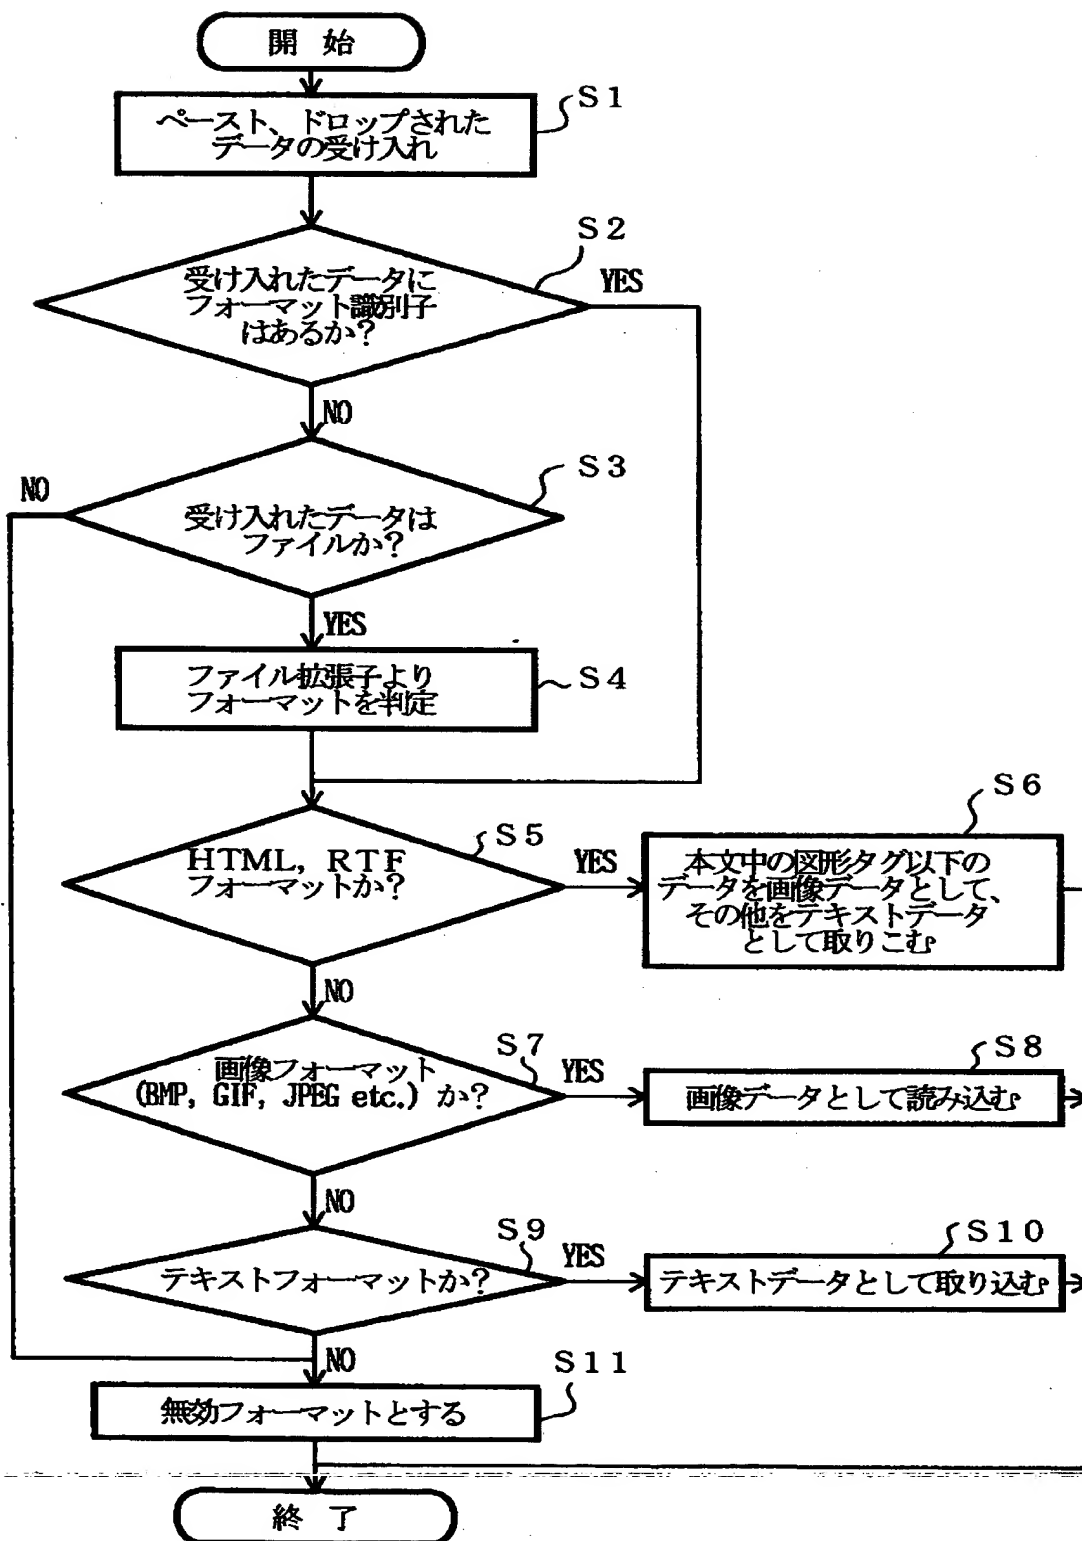 開 始
S1
ペースト、ドロップされた
データの受け入れ
S2
受け入れたデータに
フォーマット識別子
はあるか?
YES
NO
S3
NO
受け入れたデータは
ファイルか?
YES
ファイル拡張子より
フォーマットを判定
S4
S5
HTML, RTF
フォーマットか?
YES
S6
本文中の図形タグ以下の
データを画像データとして、
その他をテキストデータ
として取りこむ
NO
S7
画像フォーマット
(BMP, GIF, JPEG etc.) か?
YES
S8
画像データとして読み込む
NO
S9
テキストフォーマットか?
YES
S10
テキストデータとして取り込む
NO
S11
無効フォーマットとする
終 了